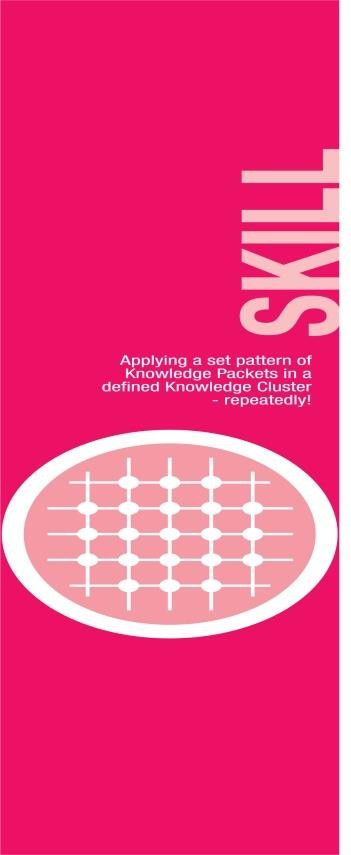 SKILL
Applying a set pattern of
Knowledge Packets in a
defined Knowledge Cluster
- repeatedly!